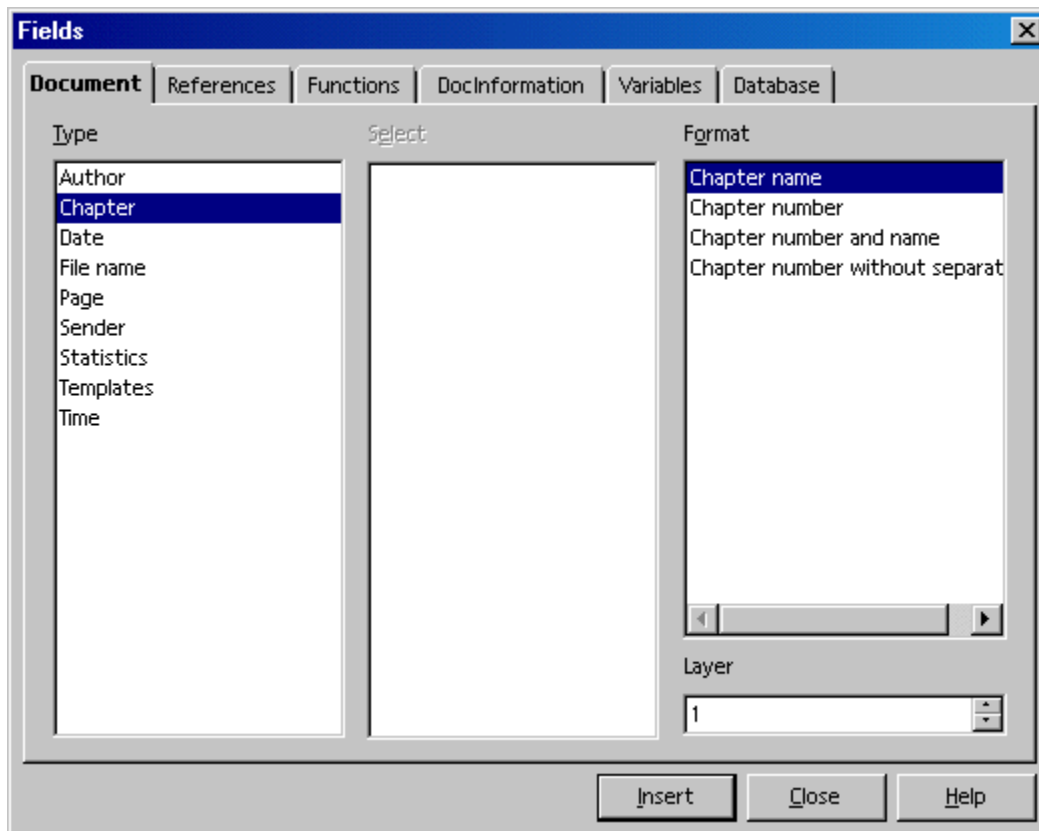 Fields
Document References Functions DocInformation Variables Database
Type
Author
Chapter
Date
File name
Page
Sender
Statistics
Templates
Time
Select
Format
Chapter name
Chapter number
Chapter number and name
Chapter number without separat
Layer
1
Insert Close Help